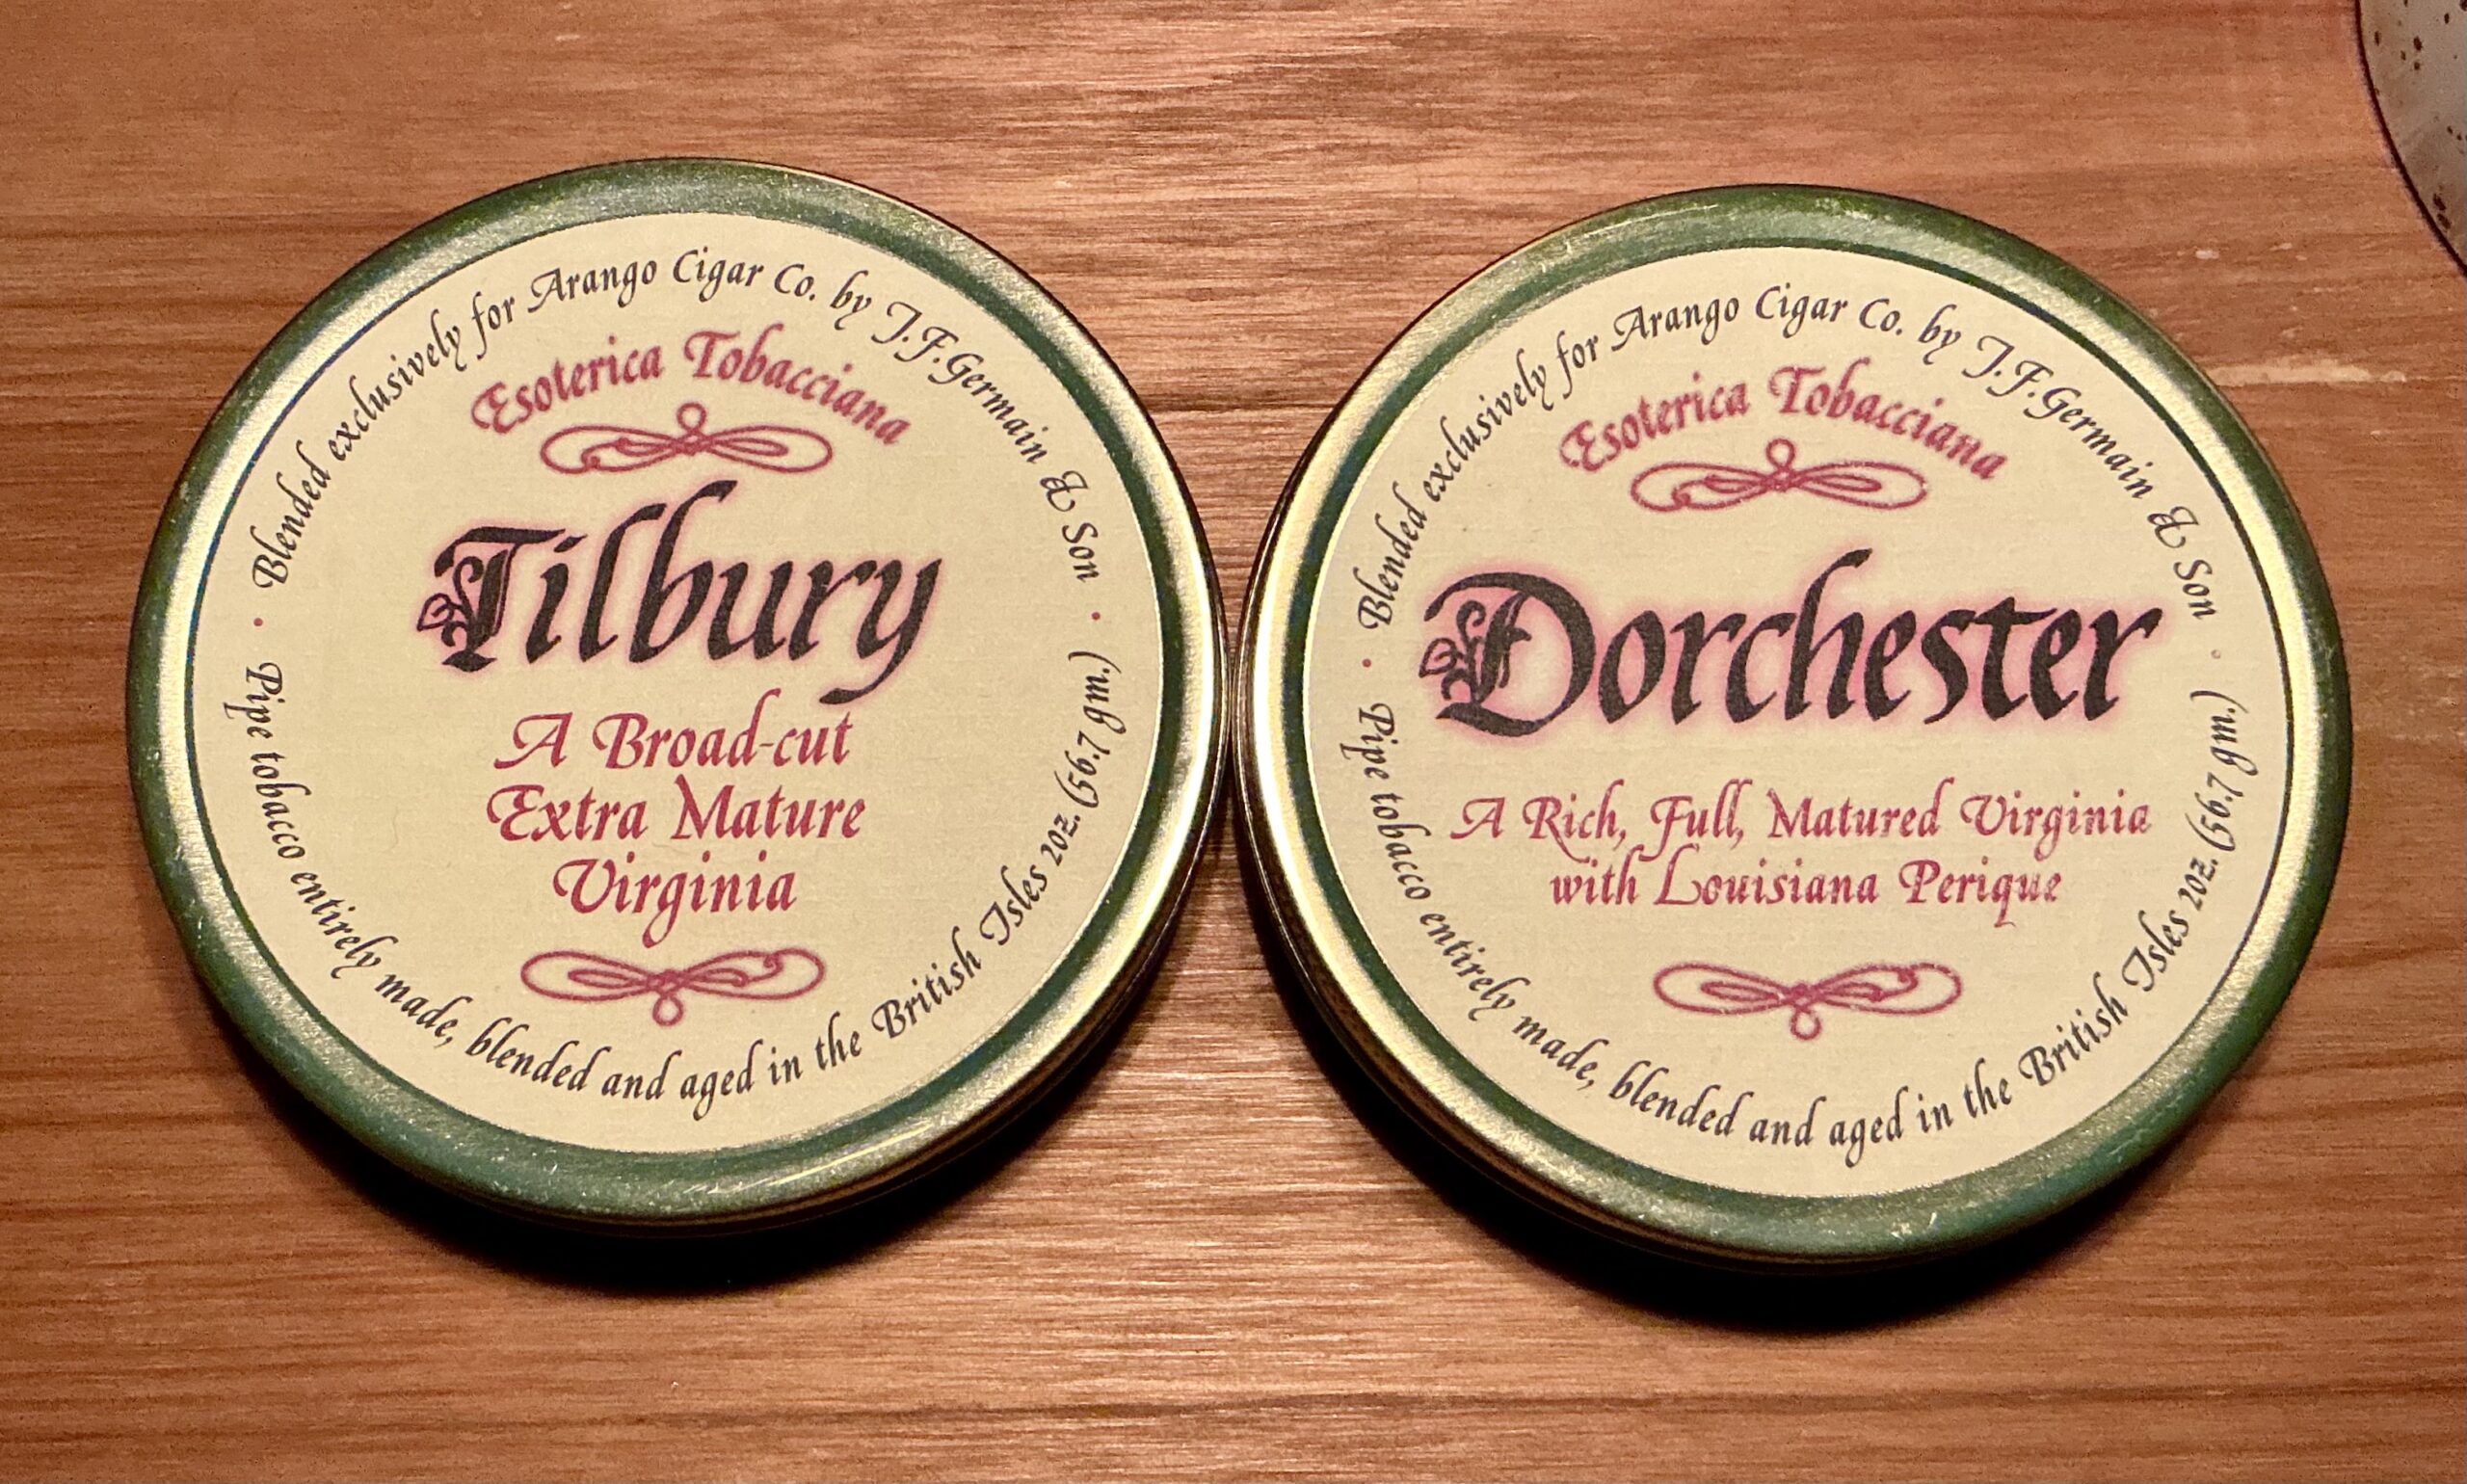 Blended exclusively for Arango Cigar Co. by J.F.Germain & Son
Esoterica Tobacciana
Tilbury
A Broad-cut
Extra Mature
Virginia
Pipe tobacco entirely made, blended and aged in the British Isles 2oz. (56.7 gm.)
Blended exclusively for Arango Cigar Co. by J.F.Germain & Son
Esoterica Tobacciana
Dorchester
A Rich, Full, Matured Virginia
with Louisiana Perique
Pipe tobacco entirely made, blended and aged in the British Isles 2oz. (56.7 gm.)